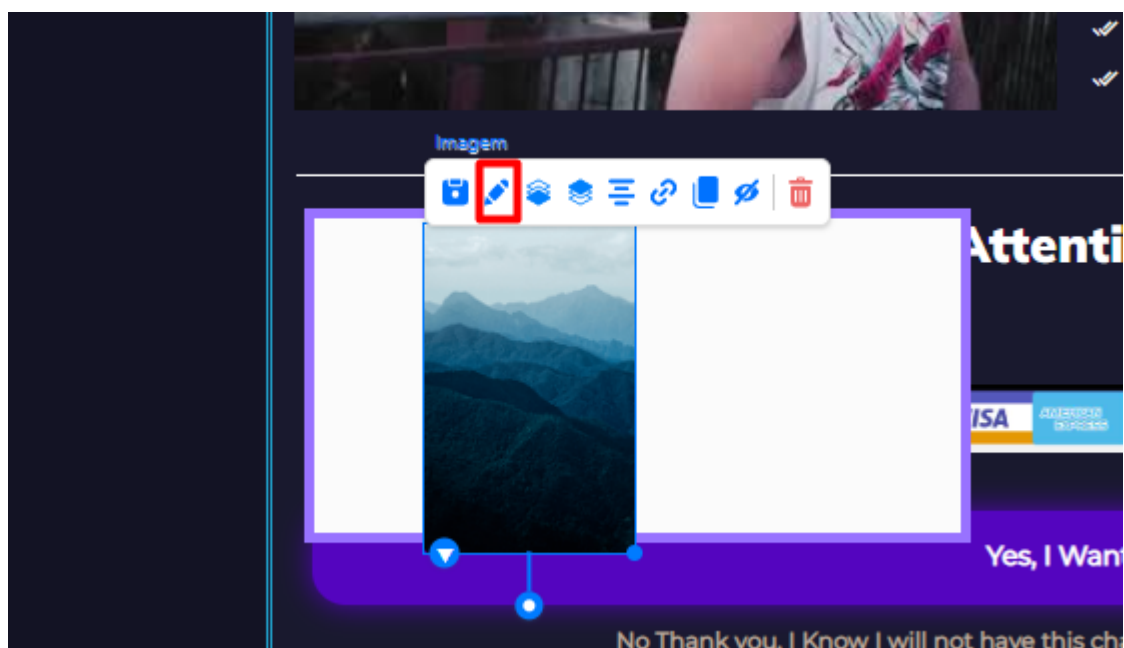 Imagem
Attenti
VISA
AMERICAN
EXPRESS
Yes, I Want
No Thank you, I Know I will not have this cha